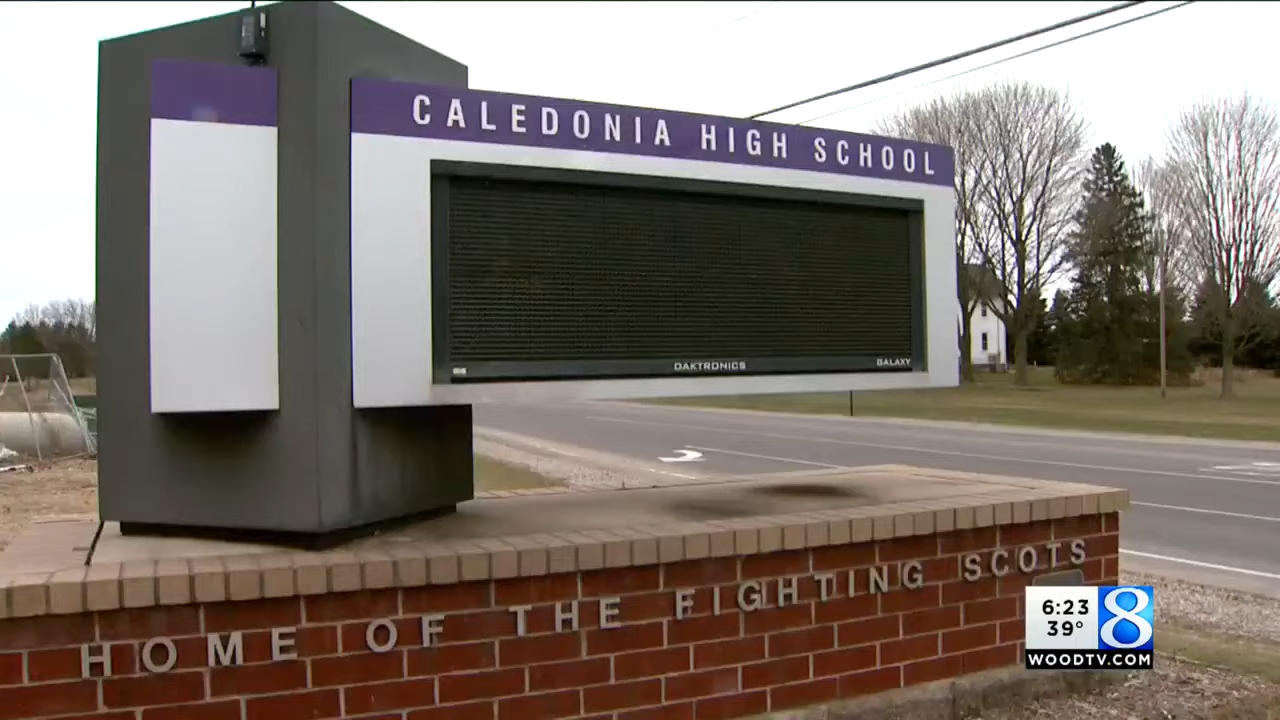 CALEDONIA HIGH SCHOOL
DAKTRONICS
GALAXY
HOME OF THE FIGHTING SCOTS
6:23
39°
8
WOODTV.COM